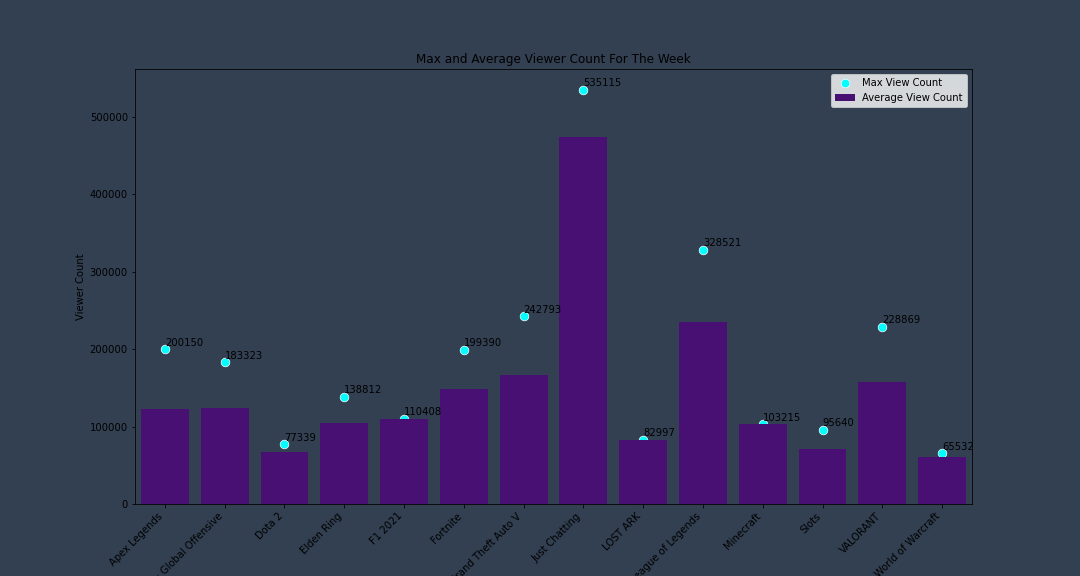 Max and Average Viewer Count For The Week
Max View Count
Average View Count
Viewer Count
500000
400000
300000
200000
100000
0
200150
183323
77339
138812
110408
199390
242793
535115
82997
328521
103215
95640
228869
65532
Apex Legends
Global Offensive
Dota 2
Elden Ring
F1 2021
Fortnite
rand Theft Auto V
Just Chatting
LOST ARK
eague of Legends
Minecraft
Slots
VALORANT
World of Warcraft